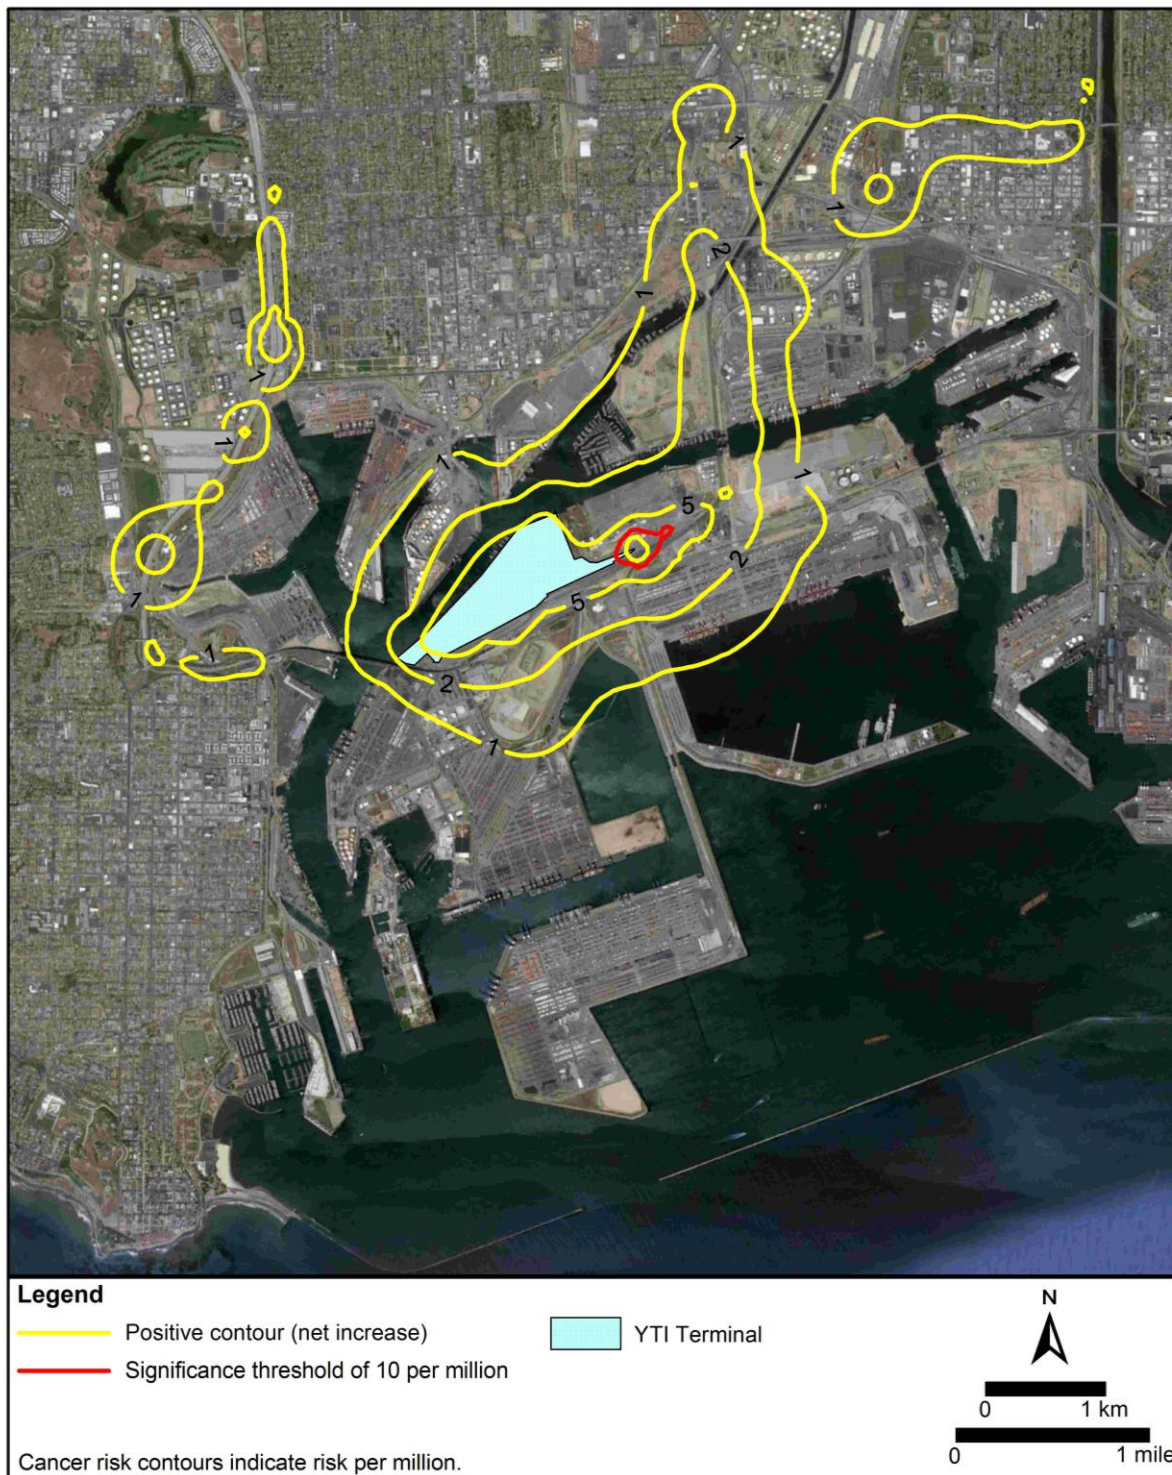 1
1
2
1
1
1
1
1
5
1
2
5
1
1
2
1
Legend
Positive contour (net increase)
YTI Terminal
Significance threshold of 10 per million
N
0 1 km
0 1 mile
Cancer risk contours indicate risk per million.